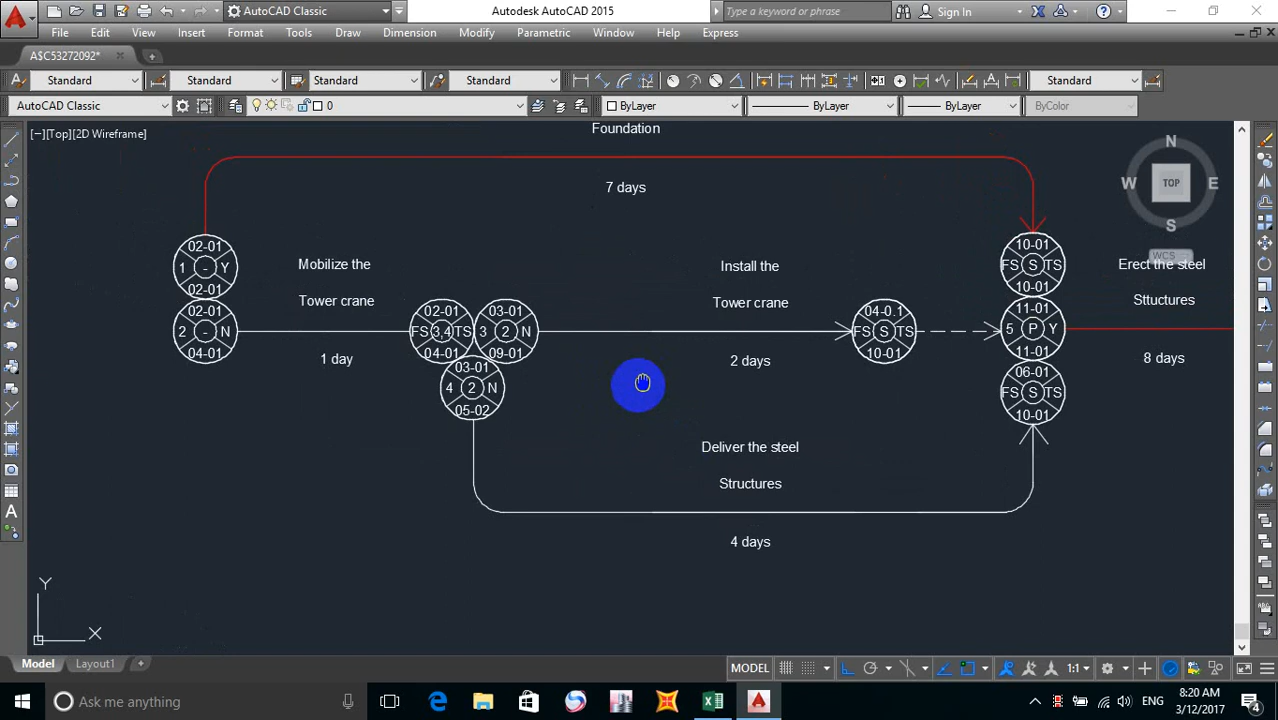 AutoCAD Classic
Autodesk AutoCAD 2015
Type a keyword or phrase
Sign In
File Edit View Insert Format Tools Draw Dimension Modify Parametric Window Help Express
A$C53272092*
Standard Standard Standard Standard Standard
AutoCAD Classic 0 ByLayer ByLayer ByLayer ByColor
[−][Top][2D Wireframe]
N
W TOP E
S
WCS
Foundation
7 days
02-01
1 - Y
02-01
02-01
2 - N
04-01
Mobilize the
Tower crane
1 day
02-01
FS 3,4 TS
04-01
03-01
3 2 N
09-01
03-01
4 2 N
05-02
Install the
Tower crane
2 days
04-0.1
FS S TS
10-01
10-01
FS S TS
10-01
11-01
5 P Y
11-01
06-01
FS S TS
10-01
Erect the steel
Sttuctures
8 days
Deliver the steel
Structures
4 days
Y
X
Model Layout1
MODEL 1:1
Ask me anything
ENG
8:20 AM
3/12/2017
4